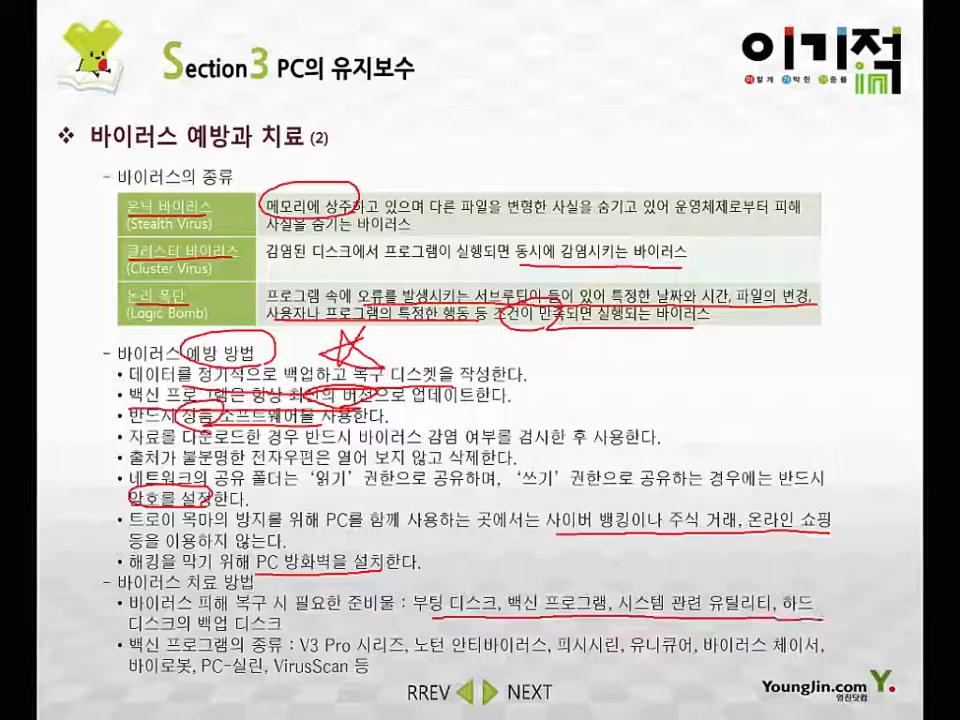 Section 3 PC의 유지보수
이기적
이렇게 기막힌 적중률
in
❖ 바이러스 예방과 치료 (2)
- 바이러스의 종류
은닉 바이러스
(Stealth Virus)
메모리에 상주하고 있으며 다른 파일을 변형한 사실을 숨기고 있어 운영체제로부터 피해
사실을 숨기는 바이러스
클러스터 바이러스
(Cluster Virus)
감염된 디스크에서 프로그램이 실행되면 동시에 감염시키는 바이러스
논리 폭탄
(Logic Bomb)
프로그램 속에 오류를 발생시키는 서브루틴이 들어 있어 특정한 날짜와 시간, 파일의 변경,
사용자나 프로그램의 특정한 행동 등 조건이 만족되면 실행되는 바이러스
- 바이러스 예방 방법
• 데이터를 정기적으로 백업하고 복구 디스켓을 작성한다.
• 백신 프로그램은 항상 최신의 버전으로 업데이트한다.
• 반드시 정품 소프트웨어를 사용한다.
• 자료를 다운로드한 경우 반드시 바이러스 감염 여부를 검사한 후 사용한다.
• 출처가 불분명한 전자우편은 열어 보지 않고 삭제한다.
• 네트워크의 공유 폴더는 ‘읽기’ 권한으로 공유하며, ‘쓰기’ 권한으로 공유하는 경우에는 반드시
암호를 설정한다.
• 트로이 목마의 방지를 위해 PC를 함께 사용하는 곳에서는 사이버 뱅킹이나 주식 거래, 온라인 쇼핑
등을 이용하지 않는다.
• 해킹을 막기 위해 PC 방화벽을 설치한다.
- 바이러스 치료 방법
• 바이러스 피해 복구 시 필요한 준비물 : 부팅 디스크, 백신 프로그램, 시스템 관련 유틸리티, 하드
디스크의 백업 디스크
• 백신 프로그램의 종류 : V3 Pro 시리즈, 노턴 안티바이러스, 피시시린, 유니큐어, 바이러스 체이서,
바이로봇, PC-실린, VirusScan 등
RREV NEXT
YoungJin.com Y.
영진닷컴